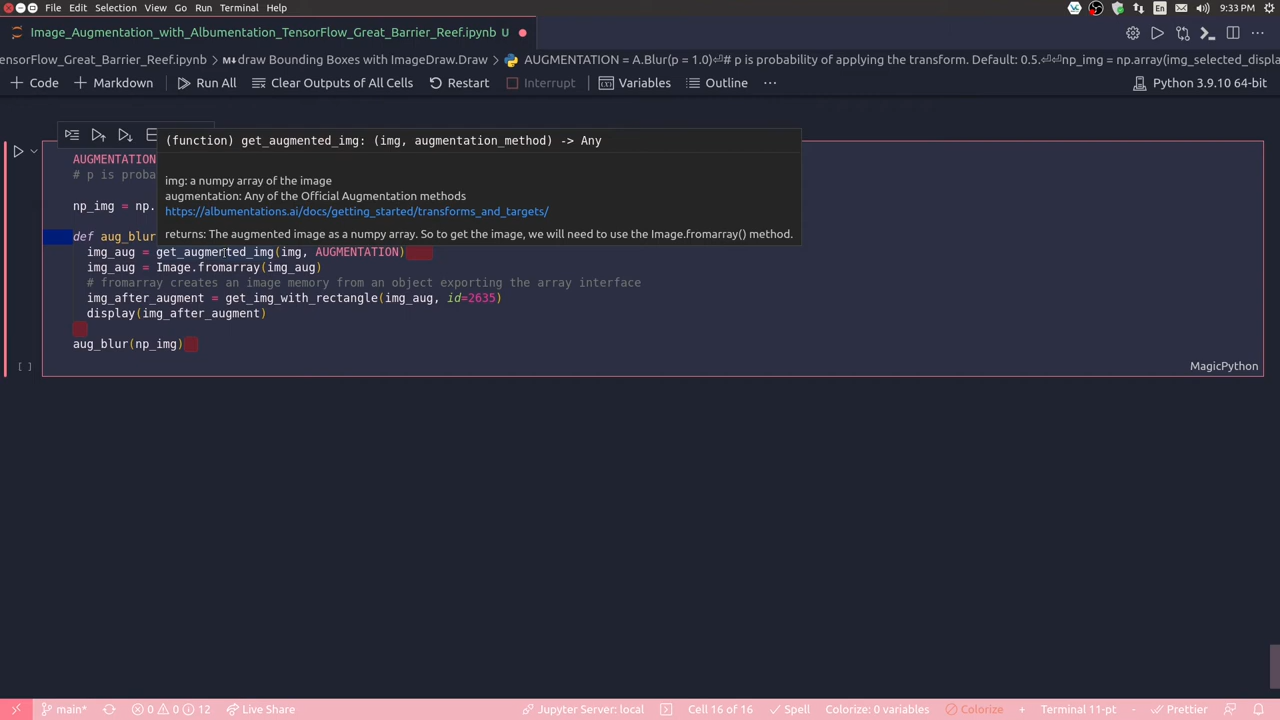 File Edit Selection View Go Run Terminal Help
En 9:33 PM
Image_Augmentation_with_Albumentation_TensorFlow_Great_Barrier_Reef.ipynb U
ensorFlow_Great_Barrier_Reef.ipynb > draw Bounding Boxes with ImageDraw.Draw > AUGMENTATION = A.Blur(p = 1.0)⏎# p is probability of applying the transform. Default: 0.5.⏎⏎np_img = np.array(img_selected_displa
+ Code + Markdown Run All Clear Outputs of All Cells Restart Interrupt Variables Outline ... Python 3.9.10 64-bit
(function) get_augmented_img: (img, augmentation_method) -> Any
AUGMENTATION
# p is proba
img: a numpy array of the image
augmentation: Any of the Official Augmentation methods
np_img = np.
https://albumentations.ai/docs/getting_started/transforms_and_targets/
def aug_blur
returns: The augmented image as a numpy array. So to get the image, we will need to use the Image.fromarray() method.
img_aug = get_augmented_img(img, AUGMENTATION)
img_aug = Image.fromarray(img_aug)
# fromarray creates an image memory from an object exporting the array interface
img_after_augment = get_img_with_rectangle(img_aug, id=2635)
display(img_after_augment)
aug_blur(np_img)
[ ] MagicPython
main* 0 0 12 Live Share Jupyter Server: local Cell 16 of 16 Spell Colorize: 0 variables Colorize + Terminal 11-pt Prettier